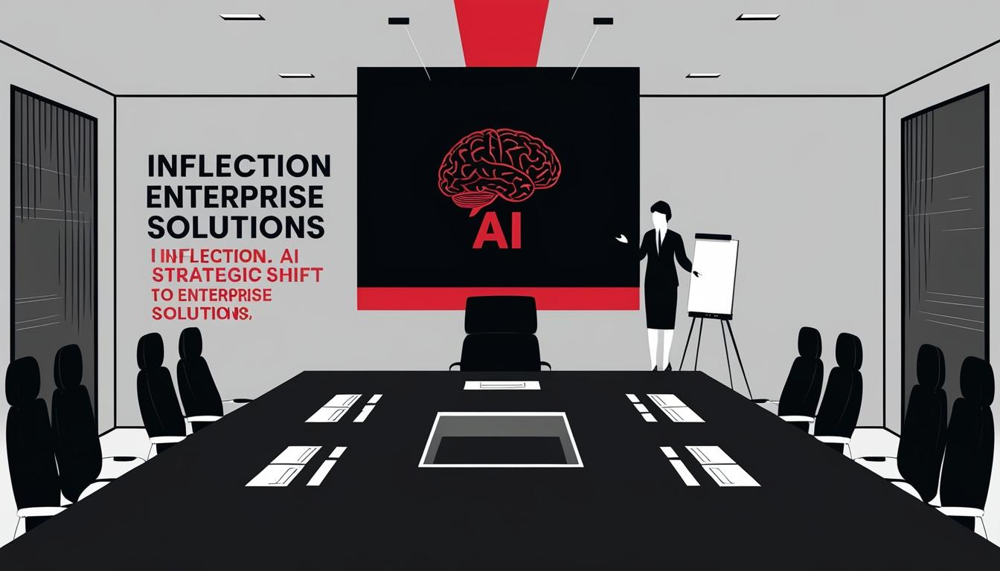 INFLECTION
ENTERPRISE
SOLUTIONS
I INFLECTION. AI
STRATEGIC SHIFT
TO ENTERPRISE
SOLUTIONS,
AI